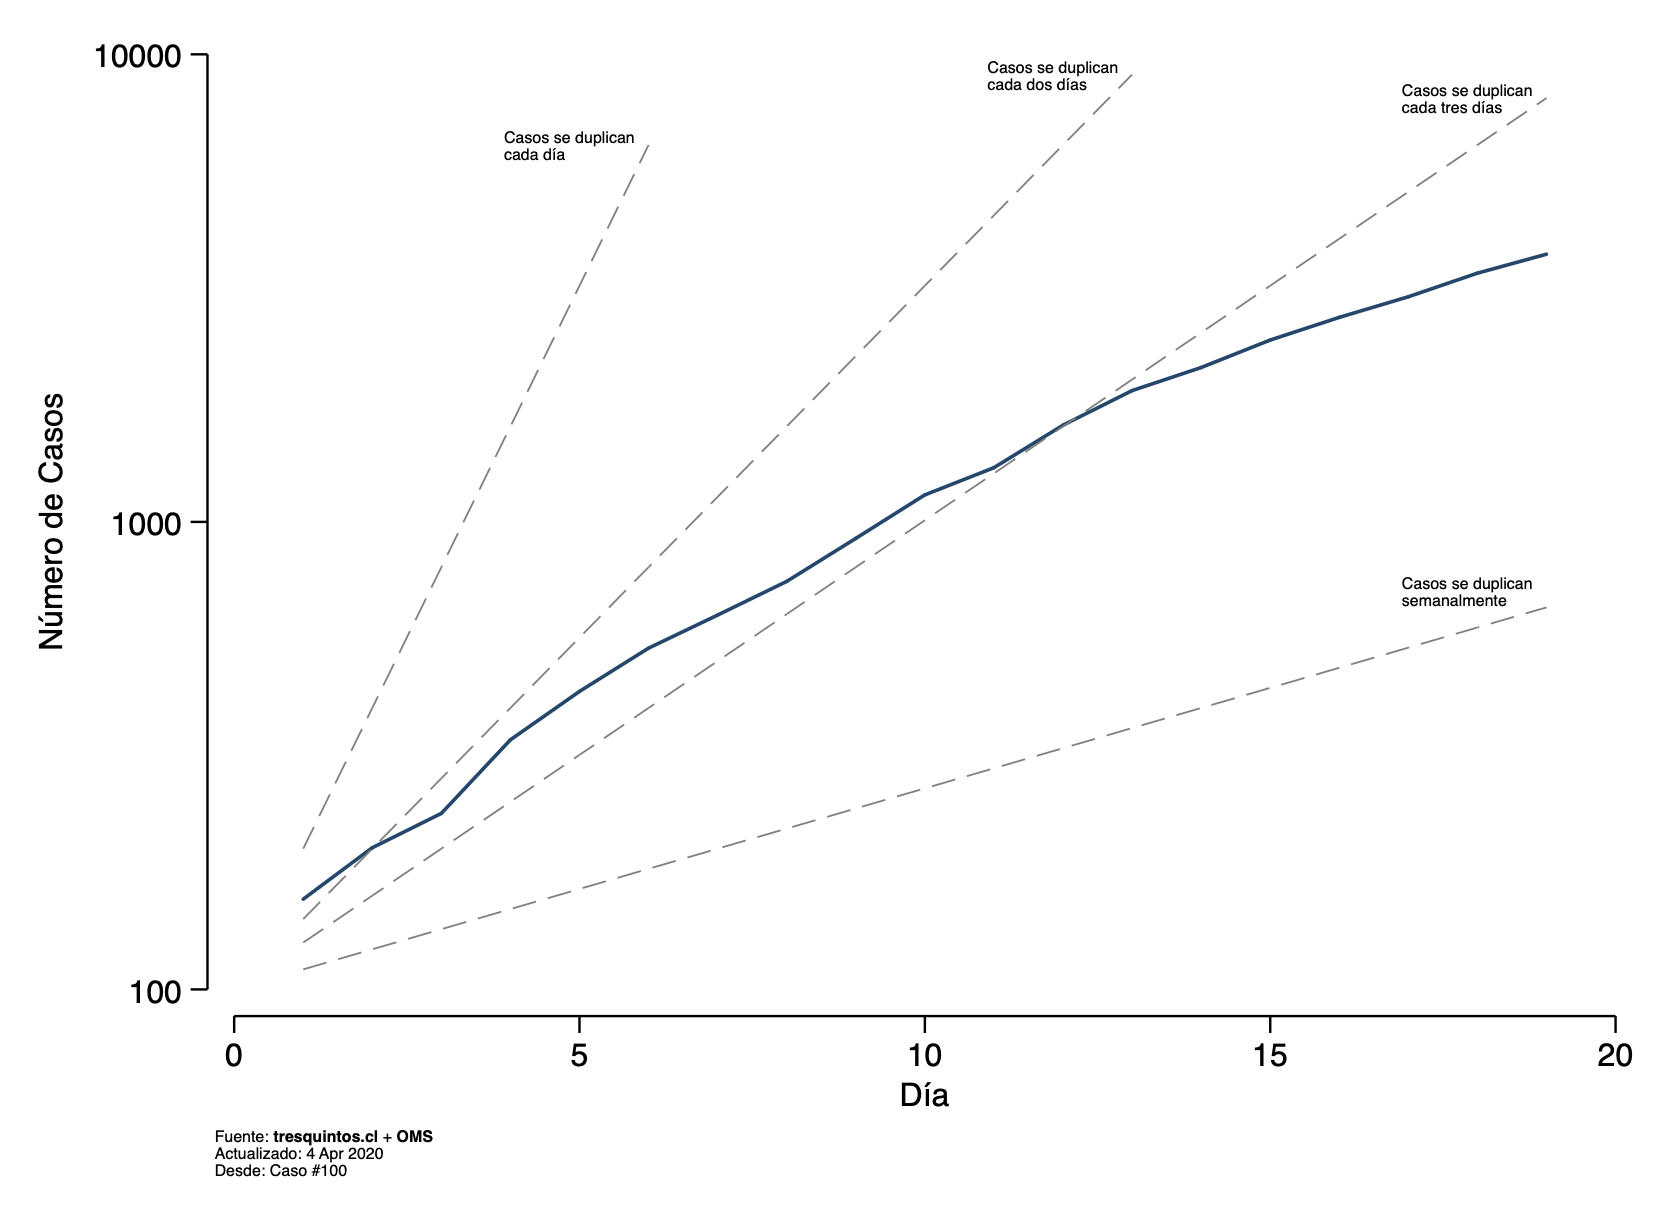 10000
1000
100
Número de Casos
Casos se duplican
cada día
Casos se duplican
cada dos días
Casos se duplican
cada tres días
Casos se duplican
semanalmente
0 5 10 15 20
Día
Fuente: tresquintos.cl + OMS
Actualizado: 4 Apr 2020
Desde: Caso #100